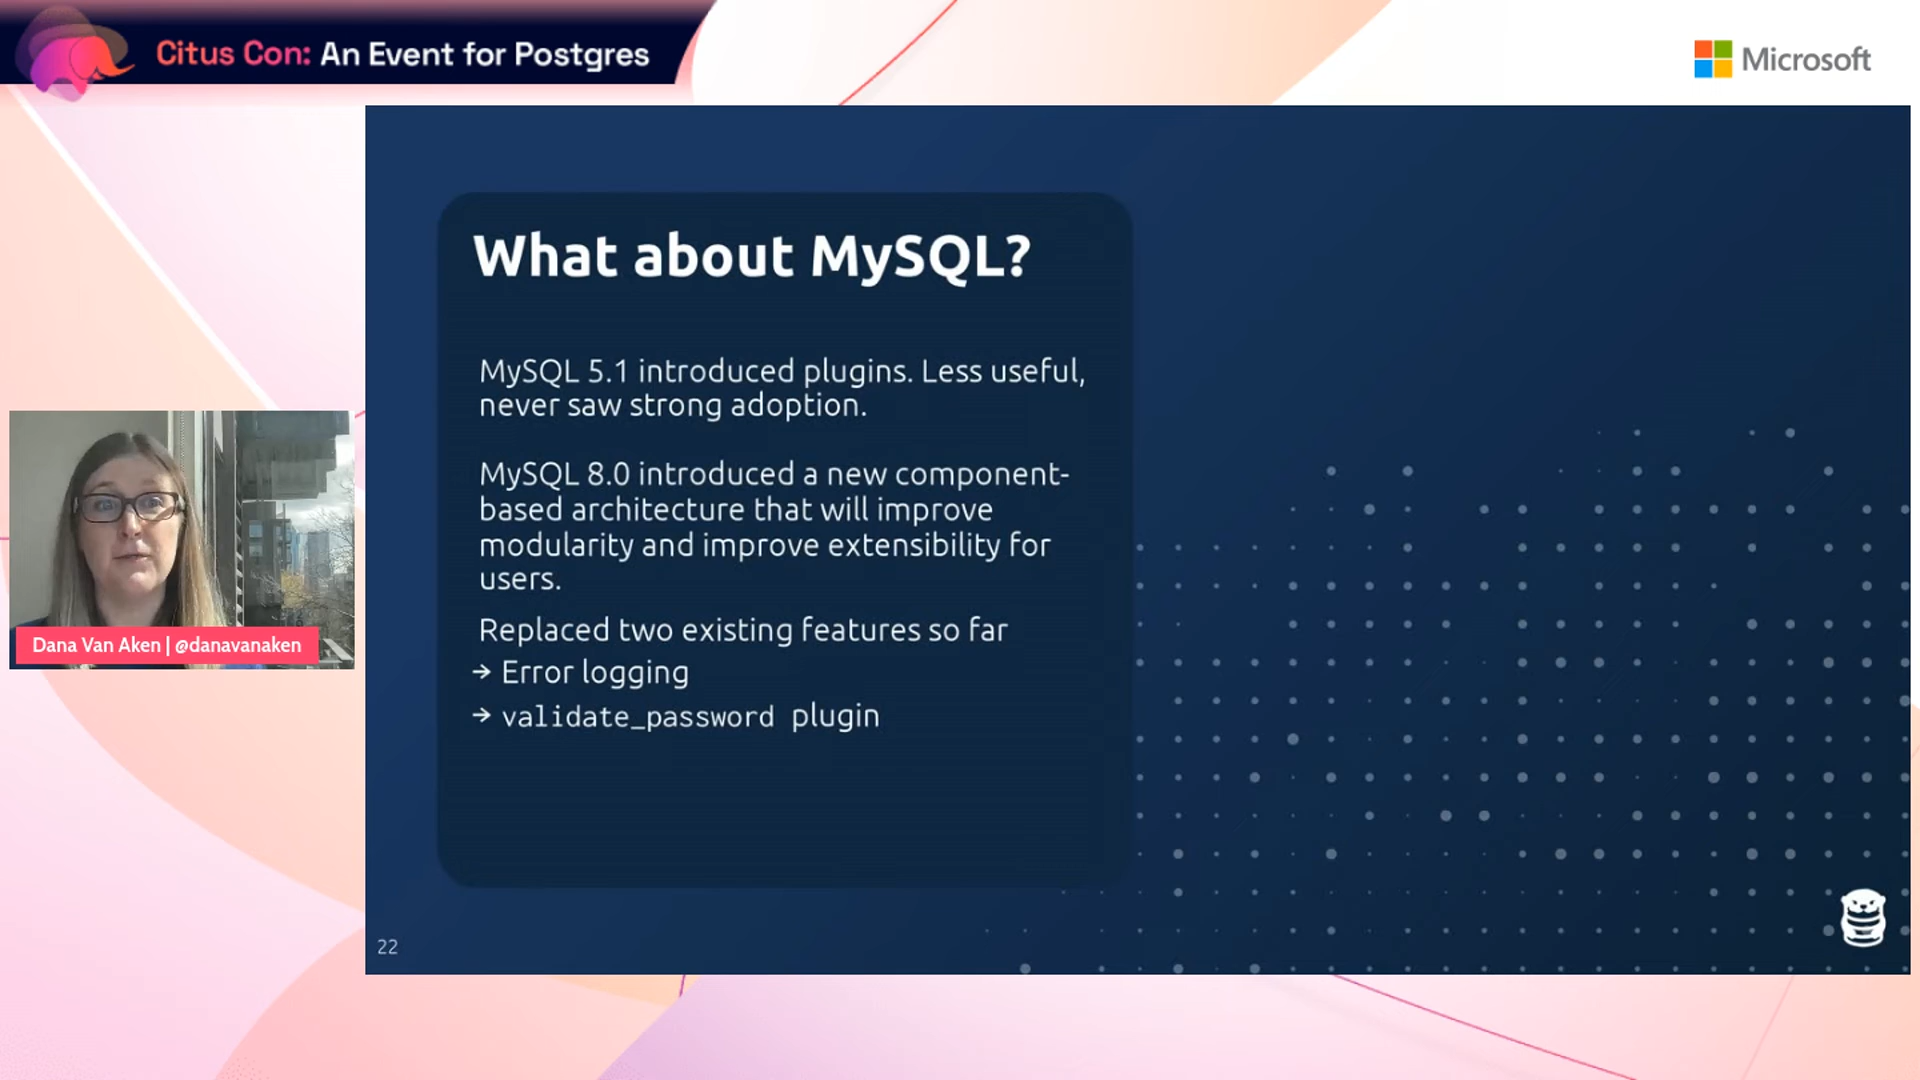 Citus Con: An Event for Postgres
Microsoft
What about MySQL?
MySQL 5.1 introduced plugins. Less useful,
never saw strong adoption.
MySQL 8.0 introduced a new component-
based architecture that will improve
modularity and improve extensibility for
users.
Replaced two existing features so far
→ Error logging
→ validate_password plugin
Dana Van Aken | @danavanaken
22